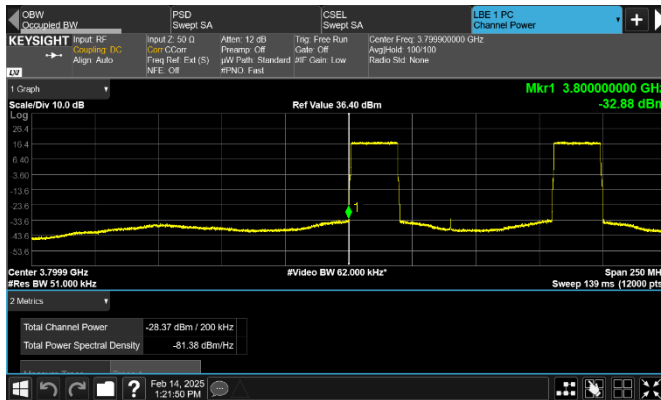 OBW
Occupied BW
PSD
Swept SA
CSEL
Swept SA
LBE 1 PC
Channel Power
KEYSIGHT
Input: RF
Coupling: DC
Align: Auto
Input Z: 50 Ω
Corr CCorr
Freq Ref: Ext (S)
NFE: Off
Atten: 12 dB
Preamp: Off
µW Path: Standard
#PNO: Fast
Trig: Free Run
Gate: Off
#IF Gain: Low
Center Freq: 3.799900000 GHz
Avg|Hold: 100/100
Radio Std: None
LXI
1 Graph
Mkr1 3.800000000 GHz
Scale/Div 10.0 dB
Ref Value 36.40 dBm
-32.88 dBm
Log
26.4
16.4
6.40
-3.60
-13.6
-23.6
-33.6
-43.6
-53.6
1
Center 3.7999 GHz
#Video BW 62.000 kHz*
Span 250 MH
#Res BW 51.000 kHz
Sweep 139 ms (12000 pts
2 Metrics
Total Channel Power
-28.37 dBm / 200 kHz
Total Power Spectral Density
-81.38 dBm/Hz
?
Feb 14, 2025
1:21:50 PM